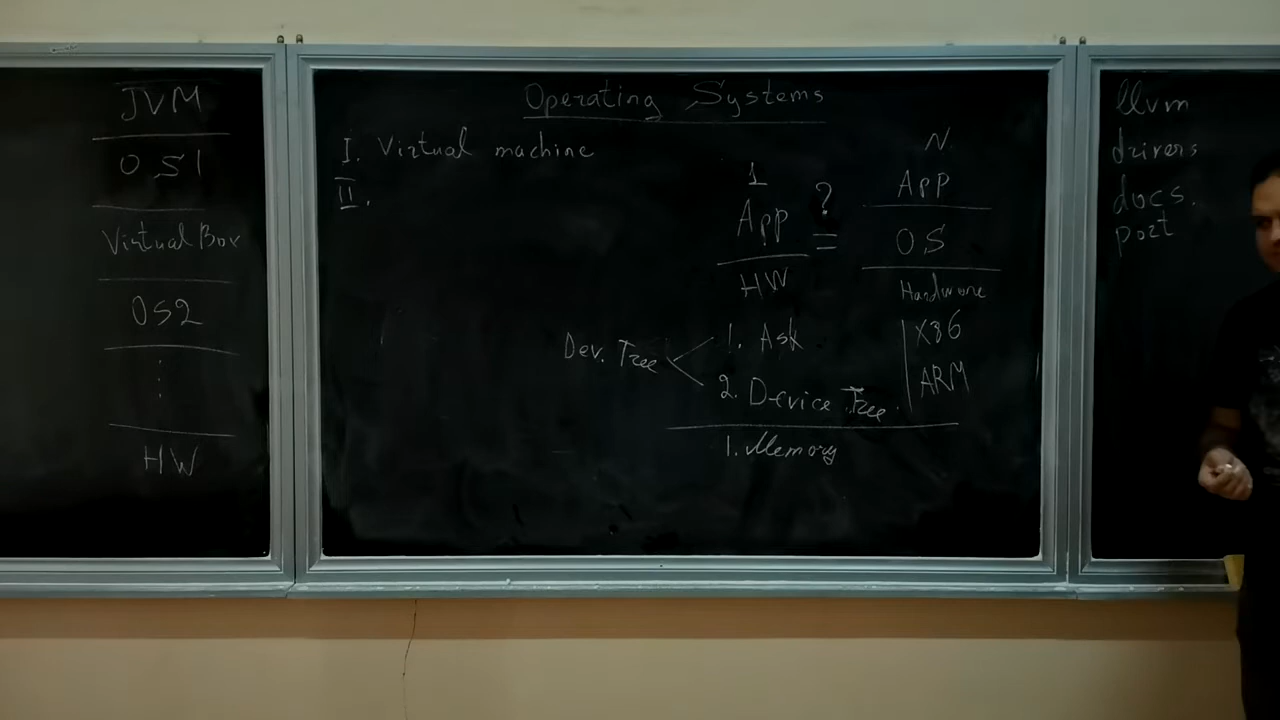 JVM
OS1
VirtualBox
OS2
⋮
HW
Operating Systems
I. Virtual machine
II.
1
App
HW
?
=
N
App
OS
Hardware
x86
ARM
Dev. Tree
1. Ask
2. Device Tree.
1. Memory
llvm
drivers
docs.
port